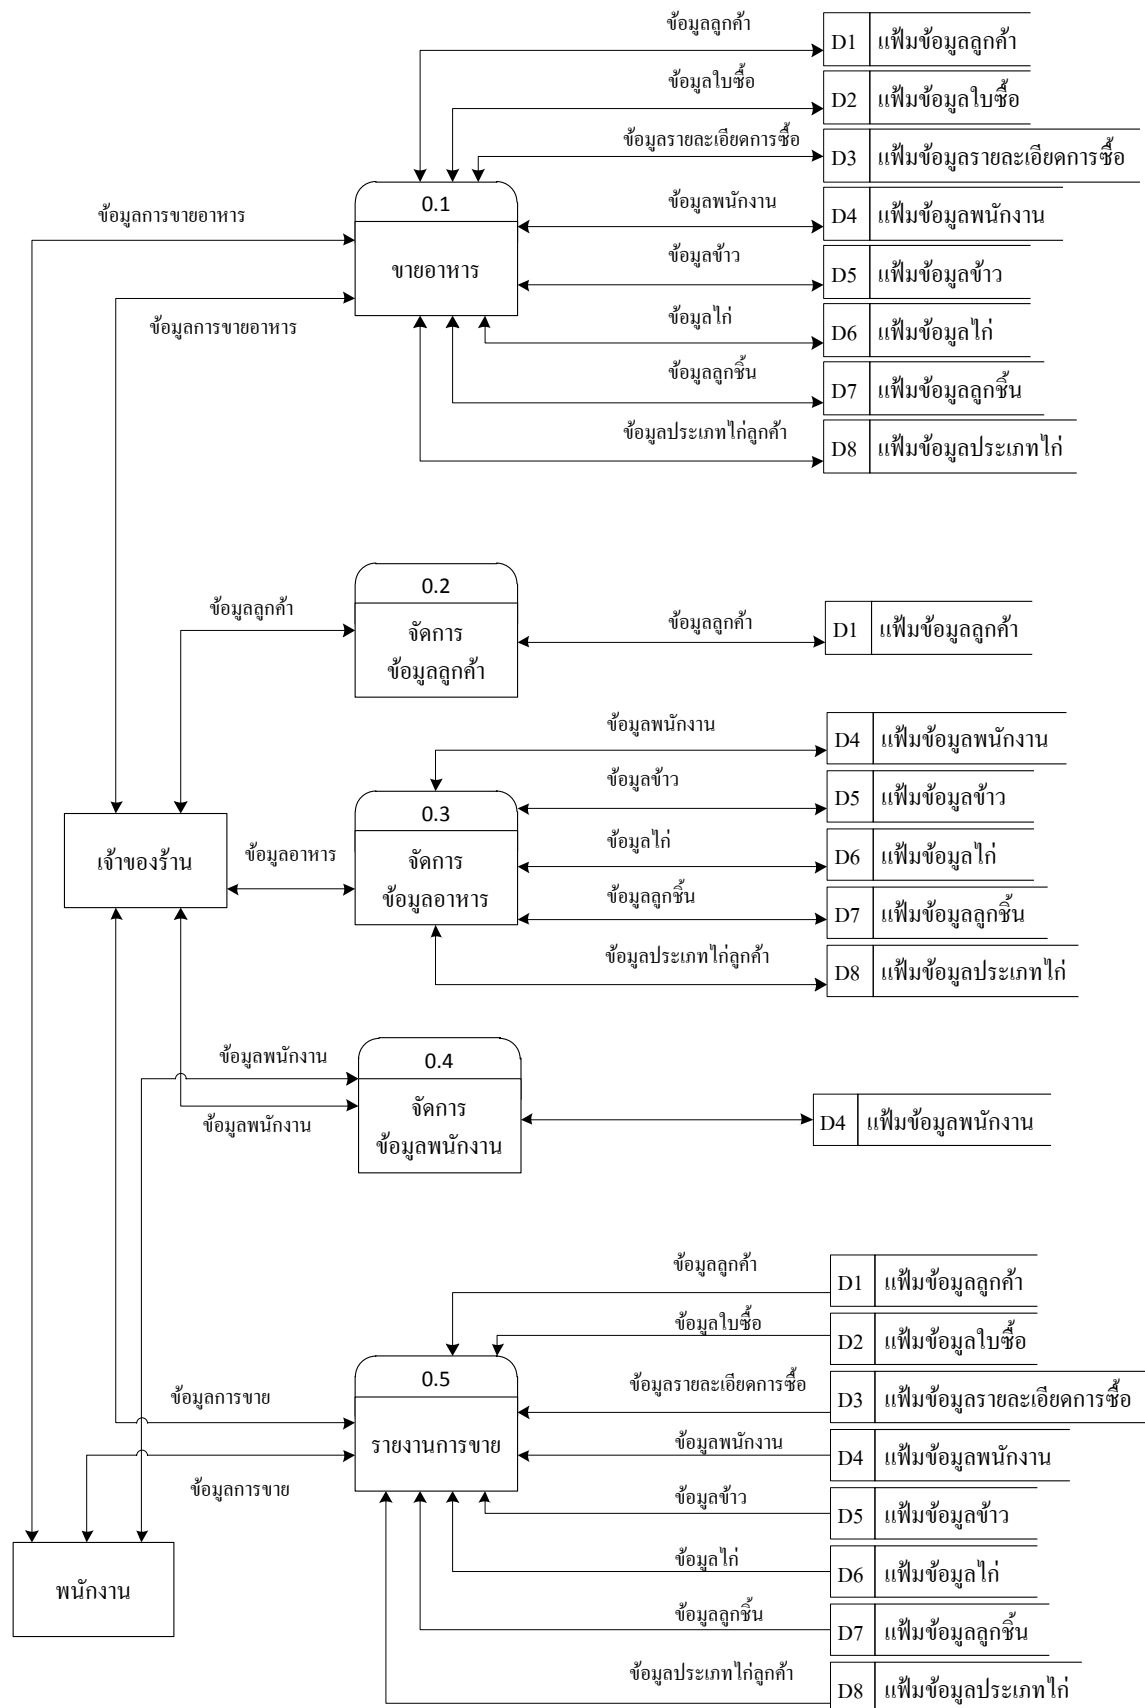 ข้อมูลลูกค้า
D1 แฟ้มข้อมูลลูกค้า
ข้อมูลใบซื้อ
D2 แฟ้มข้อมูลใบซื้อ
ข้อมูลรายละเอียดการซื้อ
D3 แฟ้มข้อมูลรายละเอียดการซื้อ
0.1
ขายอาหาร
ข้อมูลการขายอาหาร
ข้อมูลการขายอาหาร
ข้อมูลพนักงาน
D4 แฟ้มข้อมูลพนักงาน
ข้อมูลข้าว
D5 แฟ้มข้อมูลข้าว
ข้อมูลไก่
D6 แฟ้มข้อมูลไก่
ข้อมูลลูกชิ้น
D7 แฟ้มข้อมูลลูกชิ้น
ข้อมูลประเภทไก่ลูกค้า
D8 แฟ้มข้อมูลประเภทไก่
0.2
จัดการ
ข้อมูลลูกค้า
ข้อมูลลูกค้า
ข้อมูลลูกค้า
D1 แฟ้มข้อมูลลูกค้า
ข้อมูลพนักงาน
D4 แฟ้มข้อมูลพนักงาน
ข้อมูลข้าว
D5 แฟ้มข้อมูลข้าว
เจ้าของร้าน
ข้อมูลอาหาร
0.3
จัดการ
ข้อมูลอาหาร
ข้อมูลไก่
D6 แฟ้มข้อมูลไก่
ข้อมูลลูกชิ้น
D7 แฟ้มข้อมูลลูกชิ้น
ข้อมูลประเภทไก่ลูกค้า
D8 แฟ้มข้อมูลประเภทไก่
ข้อมูลพนักงาน
ข้อมูลพนักงาน
0.4
จัดการ
ข้อมูลพนักงาน
D4 แฟ้มข้อมูลพนักงาน
ข้อมูลลูกค้า
D1 แฟ้มข้อมูลลูกค้า
ข้อมูลใบซื้อ
D2 แฟ้มข้อมูลใบซื้อ
0.5
รายงานการขาย
ข้อมูลการขาย
ข้อมูลการขาย
ข้อมูลรายละเอียดการซื้อ
D3 แฟ้มข้อมูลรายละเอียดการซื้อ
ข้อมูลพนักงาน
D4 แฟ้มข้อมูลพนักงาน
ข้อมูลข้าว
D5 แฟ้มข้อมูลข้าว
ข้อมูลไก่
D6 แฟ้มข้อมูลไก่
พนักงาน
ข้อมูลลูกชิ้น
D7 แฟ้มข้อมูลลูกชิ้น
ข้อมูลประเภทไก่ลูกค้า
D8 แฟ้มข้อมูลประเภทไก่